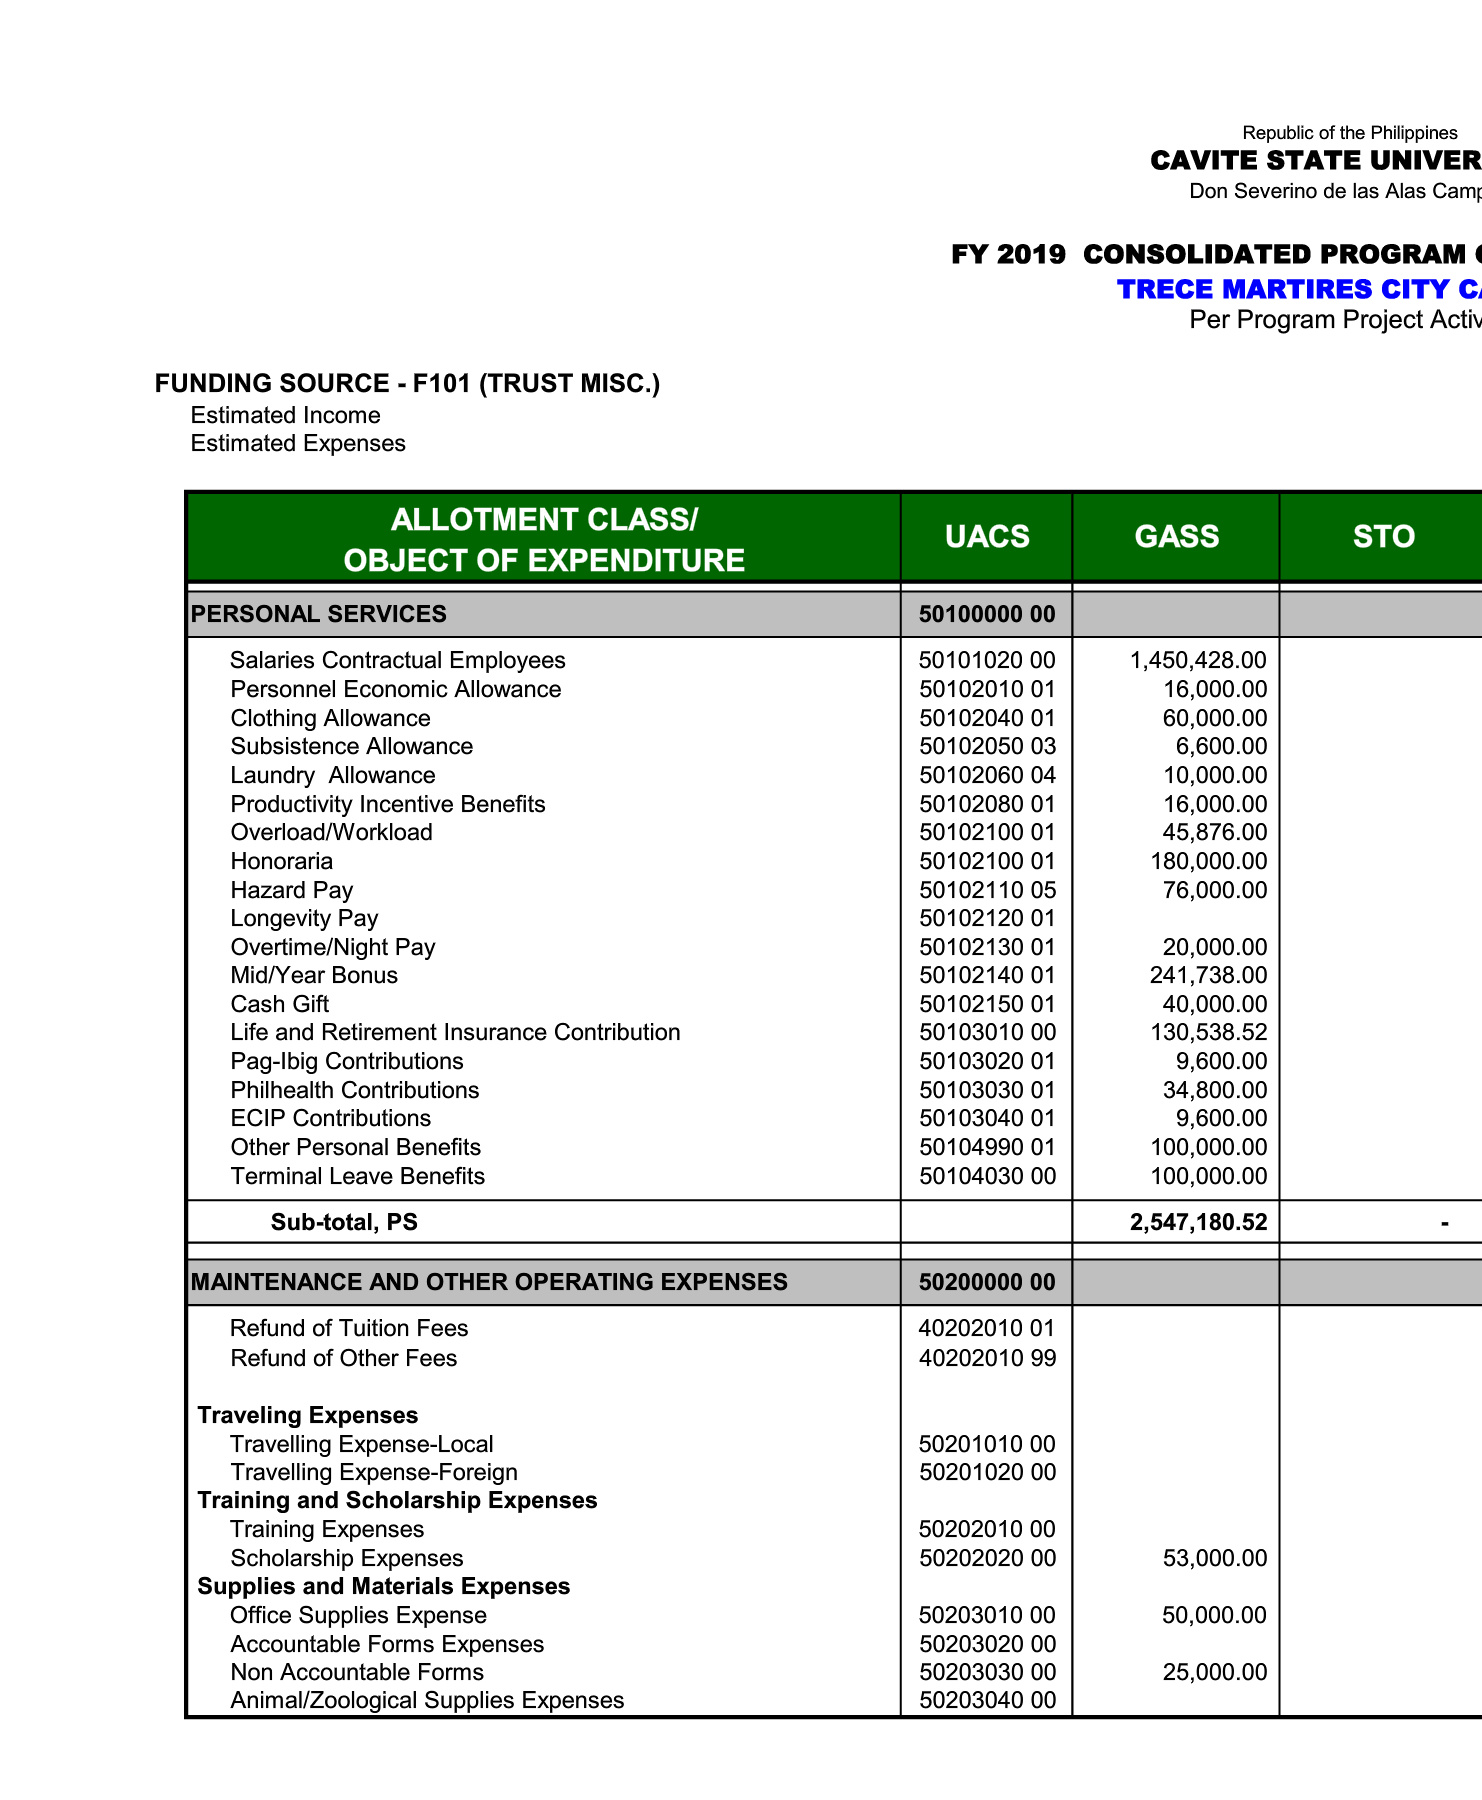 Republic of the Philippines
CAVITE STATE UNIVER
Don Severino de las Alas Camp
FY 2019 CONSOLIDATED PROGRAM
TRECE MARTIRES CITY CA
Per Program Project Activ
FUNDING SOURCE - F101 (TRUST MISC.)
Estimated Income
Estimated Expenses
ALLOTMENT CLASS/
OBJECT OF EXPENDITURE UACS GASS STO
PERSONAL SERVICES 50100000 00
Salaries Contractual Employees 50101020 00 1,450,428.00
Personnel Economic Allowance 50102010 01 16,000.00
Clothing Allowance 50102040 01 60,000.00
Subsistence Allowance 50102050 03 6,600.00
Laundry Allowance 50102060 04 10,000.00
Productivity Incentive Benefits 50102080 01 16,000.00
Overload/Workload 50102100 01 45,876.00
Honoraria 50102100 01 180,000.00
Hazard Pay 50102110 05 76,000.00
Longevity Pay 50102120 01
Overtime/Night Pay 50102130 01 20,000.00
Mid/Year Bonus 50102140 01 241,738.00
Cash Gift 50102150 01 40,000.00
Life and Retirement Insurance Contribution 50103010 00 130,538.52
Pag-Ibig Contributions 50103020 01 9,600.00
Philhealth Contributions 50103030 01 34,800.00
ECIP Contributions 50103040 01 9,600.00
Other Personal Benefits 50104990 01 100,000.00
Terminal Leave Benefits 50104030 00 100,000.00
Sub-total, PS 2,547,180.52 -
MAINTENANCE AND OTHER OPERATING EXPENSES 50200000 00
Refund of Tuition Fees 40202010 01
Refund of Other Fees 40202010 99
Traveling Expenses
Travelling Expense-Local 50201010 00
Travelling Expense-Foreign 50201020 00
Training and Scholarship Expenses
Training Expenses 50202010 00
Scholarship Expenses 50202020 00 53,000.00
Supplies and Materials Expenses
Office Supplies Expense 50203010 00 50,000.00
Accountable Forms Expenses 50203020 00
Non Accountable Forms 50203030 00 25,000.00
Animal/Zoological Supplies Expenses 50203040 00